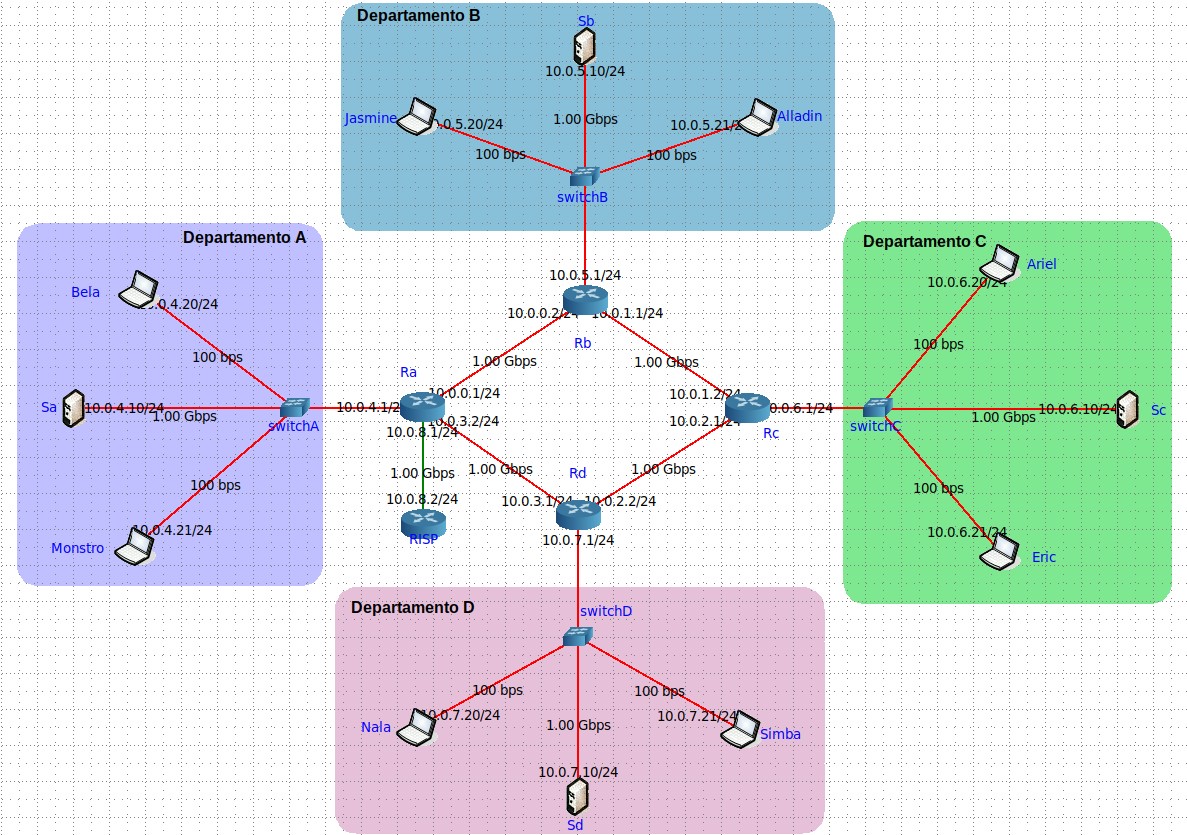 Departamento B
Sb
10.0.5.10/24
Jasmine
.0.5.20/24
1.00 Gbps
10.0.5.21/2
Alladin
100 bps
100 bps
switchB
Departamento A
Bela
.0.4.20/24
100 bps
Sa
10.0.4.10/24
1.00 Gbps
switchA
100 bps
10.0.4.21/24
Monstro
10.0.5.1/24
10.0.0.2/24
10.0.1.1/24
Rb
1.00 Gbps
1.00 Gbps
Ra
10.0.4.1/2
10.0.0.1/24
10.0.3.2/24
10.0.8.1/24
10.0.1.2/24
10.0.2.1/24
Rc
10.0.6.1/24
1.00 Gbps
1.00 Gbps
1.00 Gbps
Rd
10.0.8.2/24
RISP
10.0.3.1/24
10.0.2.2/24
10.0.7.1/24
Departamento C
Ariel
10.0.6.20/24
100 bps
switchC
1.00 Gbps
10.0.6.10/24
Sc
100 bps
10.0.6.21/24
Eric
Departamento D
switchD
100 bps
100 bps
Nala
10.0.7.20/24
1.00 Gbps
10.0.7.21/24
Simba
10.0.7.10/24
Sd